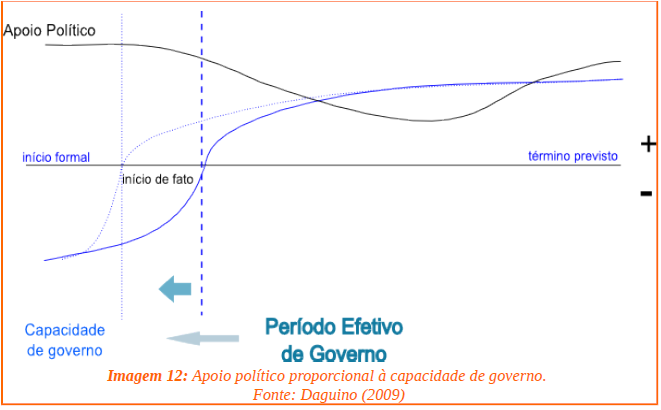 Apoio Político
início formal
término previsto
+
início de fato
-
Capacidade
de governo
Período Efetivo
de Governo
Imagem 12: Apoio político proporcional à capacidade de governo.
Fonte: Daguino (2009)